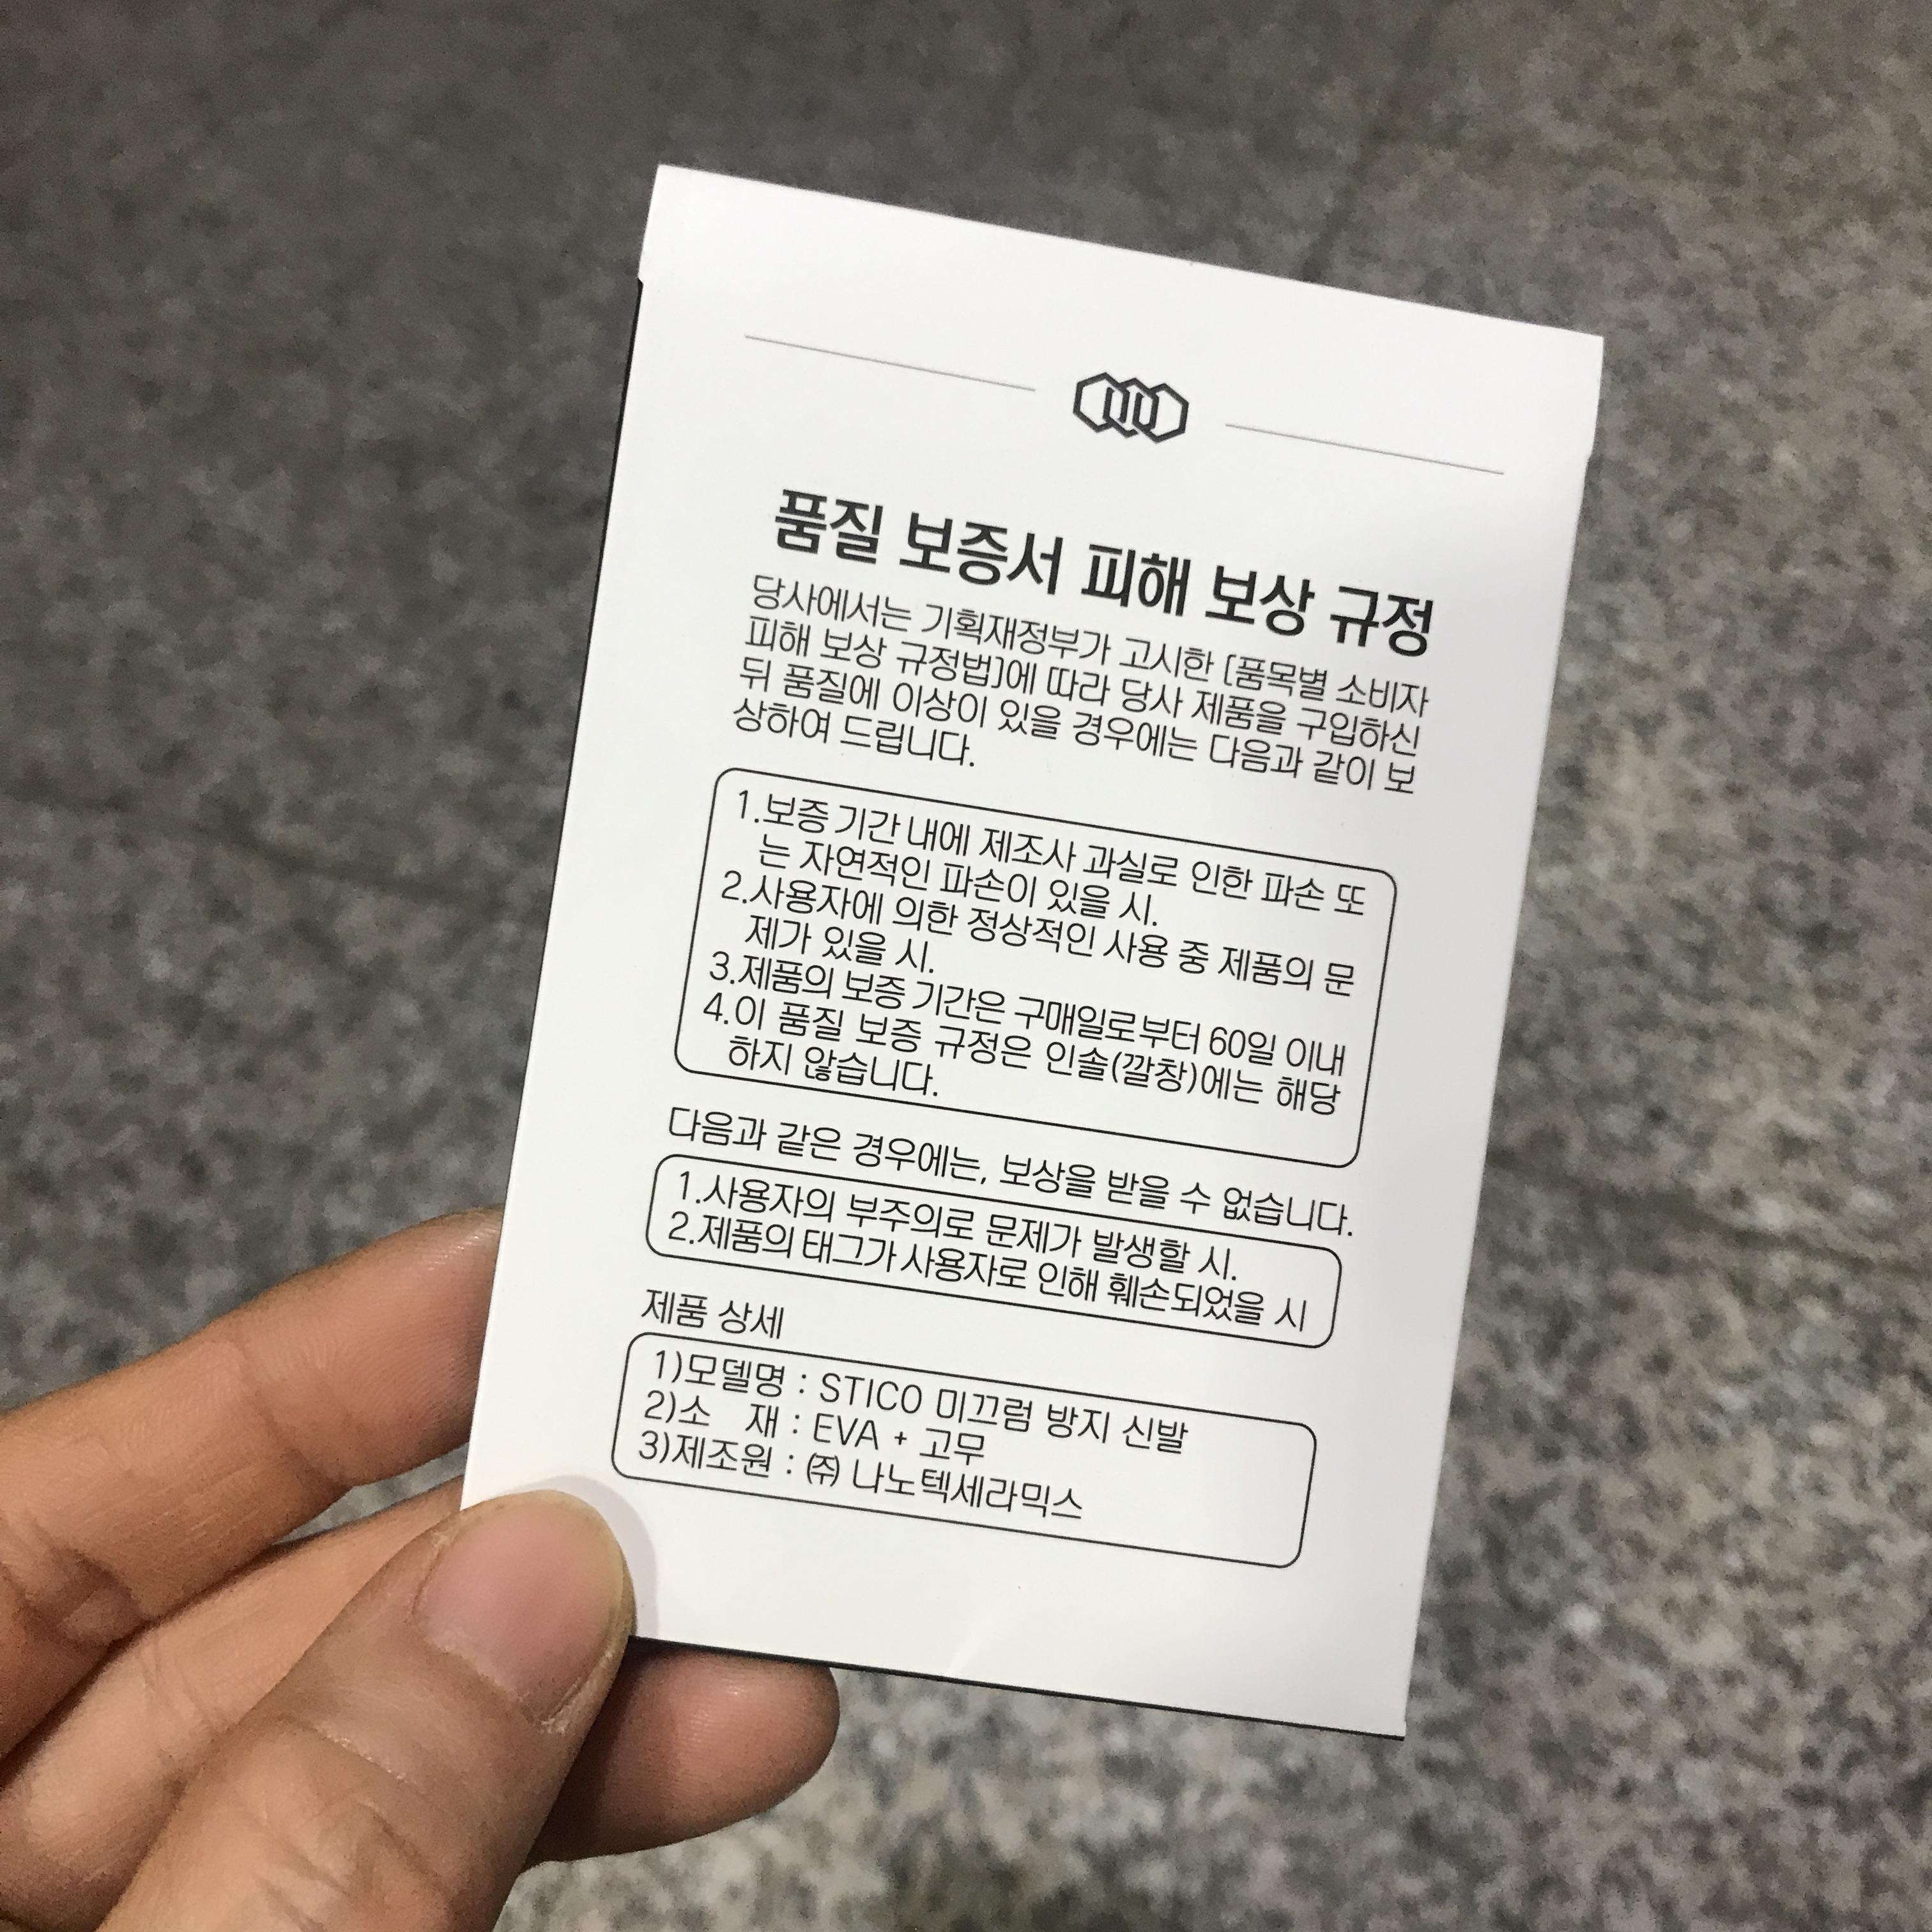 품질 보증서 피해 보상 규정
당사에서는 기획재정부가 고시한 [품목별 소비자
피해 보상 규정법]에 따라 당사 제품을 구입하신
뒤 품질에 이상이 있을 경우에는 다음과 같이 보
상하여 드립니다.
1.보증 기간 내에 제조사 과실로 인한 파손 또
는 자연적인 파손이 있을 시.
2.사용자에 의한 정상적인 사용 중 제품의 문
제가 있을 시.
3.제품의 보증 기간은 구매일로부터 60일 이내
4.이 품질 보증 규정은 인솔(깔창)에는 해당
하지 않습니다.
다음과 같은 경우에는, 보상을 받을 수 없습니다.
1.사용자의 부주의로 문제가 발생할 시.
2.제품의 태그가 사용자로 인해 훼손되었을 시
제품 상세
1)모델명 : STICO 미끄럼 방지 신발
2)소 재 : EVA + 고무
3)제조원 : ㈜ 나노텍세라믹스